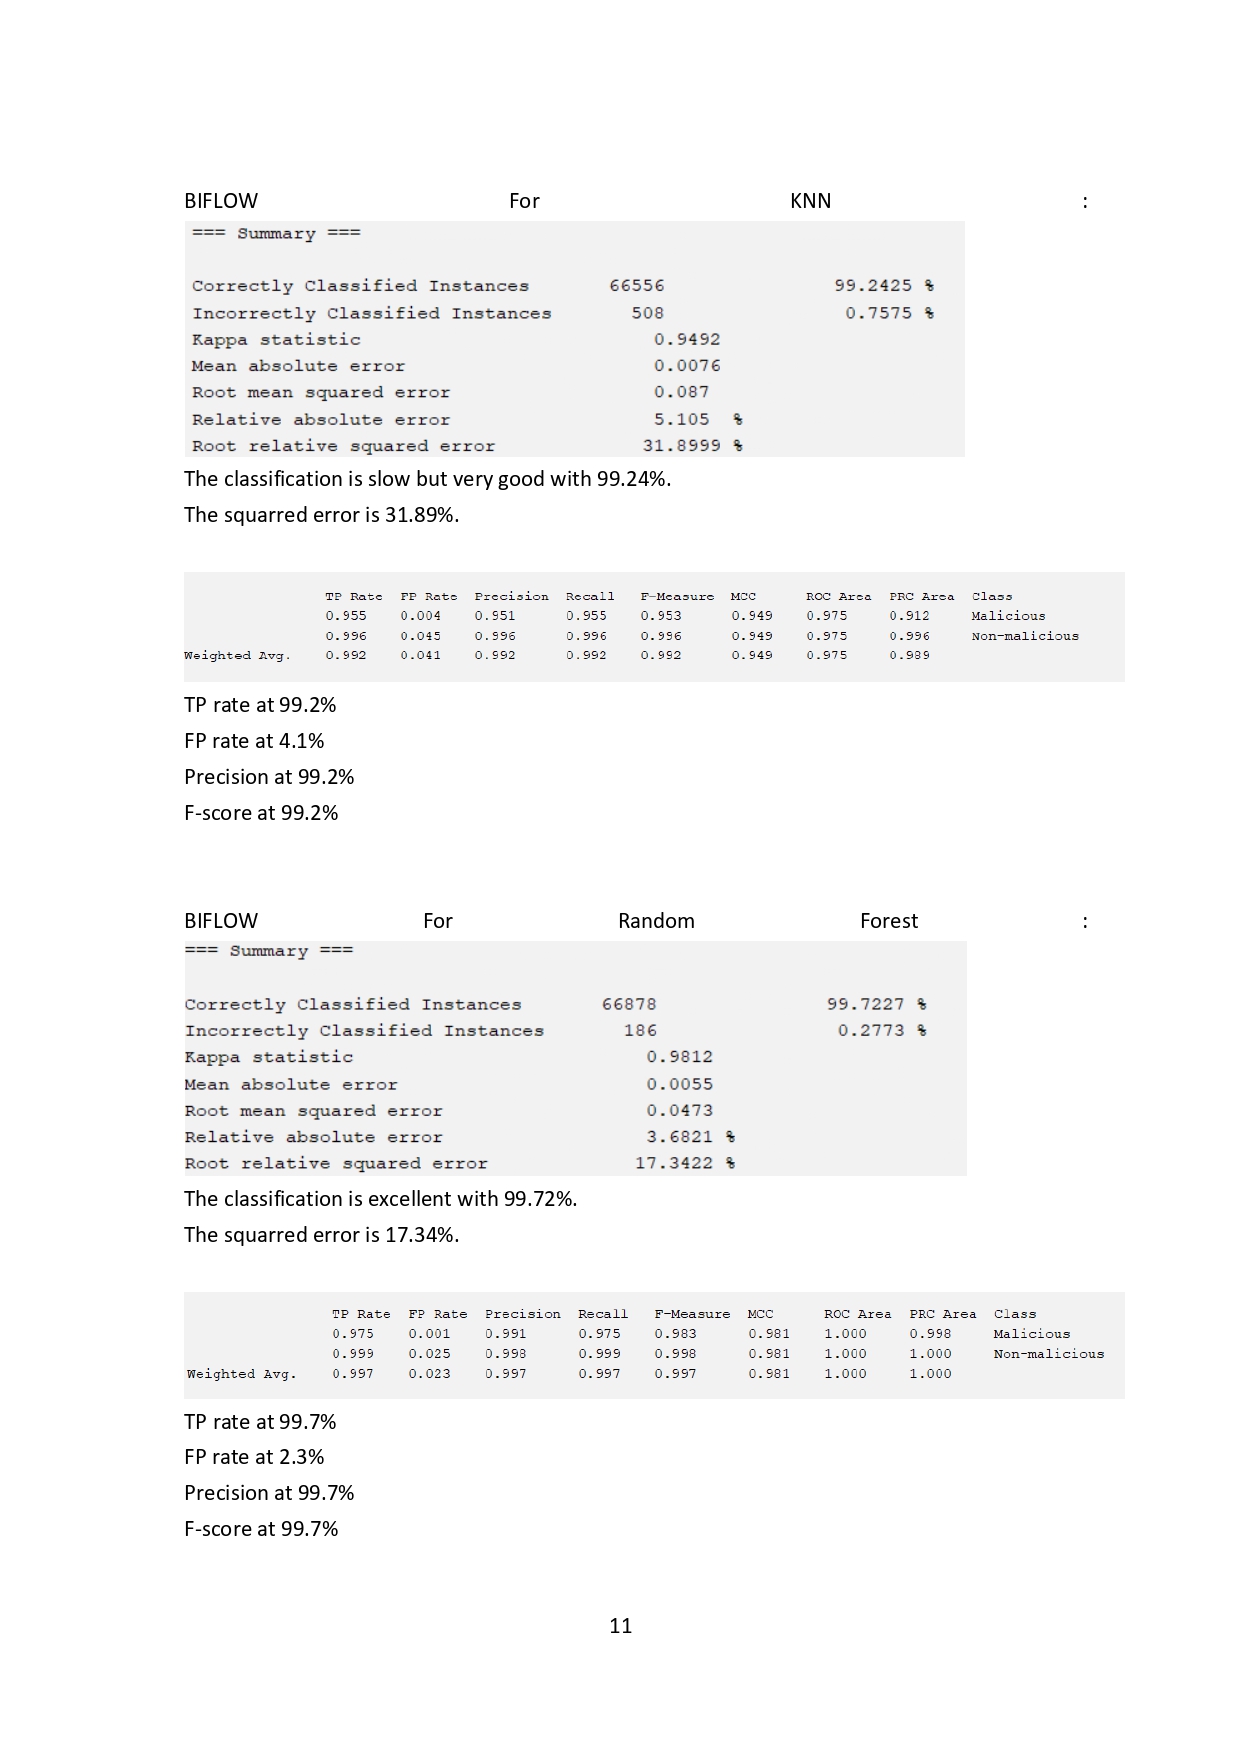 BIFLOW For KNN :
=== Summary ===
Correctly Classified Instances 66556 99.2425 %
Incorrectly Classified Instances 508 0.7575 %
Kappa statistic 0.9492
Mean absolute error 0.0076
Root mean squared error 0.087
Relative absolute error 5.105 %
Root relative squared error 31.8999 %
The classification is slow but very good with 99.24%.
The squarred error is 31.89%.
TP Rate FP Rate Precision Recall F-Measure MCC ROC Area PRC Area Class
0.955 0.004 0.951 0.955 0.953 0.949 0.975 0.912 Malicious
0.996 0.045 0.996 0.996 0.996 0.949 0.975 0.996 Non-malicious
Weighted Avg. 0.992 0.041 0.992 0.992 0.992 0.949 0.975 0.989
TP rate at 99.2%
FP rate at 4.1%
Precision at 99.2%
F-score at 99.2%
BIFLOW For Random Forest :
=== Summary ===
Correctly Classified Instances 66878 99.7227 %
Incorrectly Classified Instances 186 0.2773 %
Kappa statistic 0.9812
Mean absolute error 0.0055
Root mean squared error 0.0473
Relative absolute error 3.6821 %
Root relative squared error 17.3422 %
The classification is excellent with 99.72%.
The squarred error is 17.34%.
TP Rate FP Rate Precision Recall F-Measure MCC ROC Area PRC Area Class
0.975 0.001 0.991 0.975 0.983 0.981 1.000 0.998 Malicious
0.999 0.025 0.998 0.999 0.998 0.981 1.000 1.000 Non-malicious
Weighted Avg. 0.997 0.023 0.997 0.997 0.997 0.981 1.000 1.000
TP rate at 99.7%
FP rate at 2.3%
Precision at 99.7%
F-score at 99.7%
11